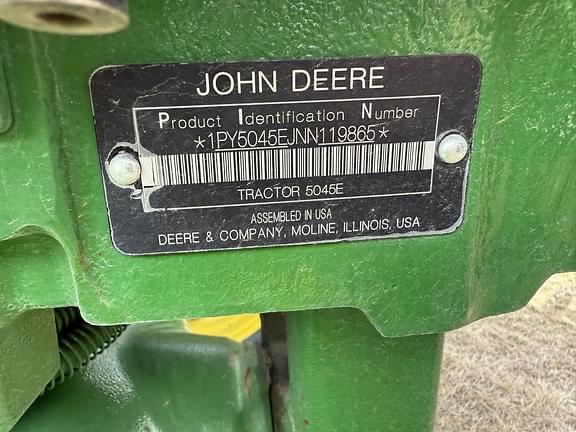 JOHN DEERE
Product Identification Number
*1PY5045EJNN119865*
TRACTOR 5045E
ASSEMBLED IN USA
DEERE & COMPANY, MOLINE, ILLINOIS, USA